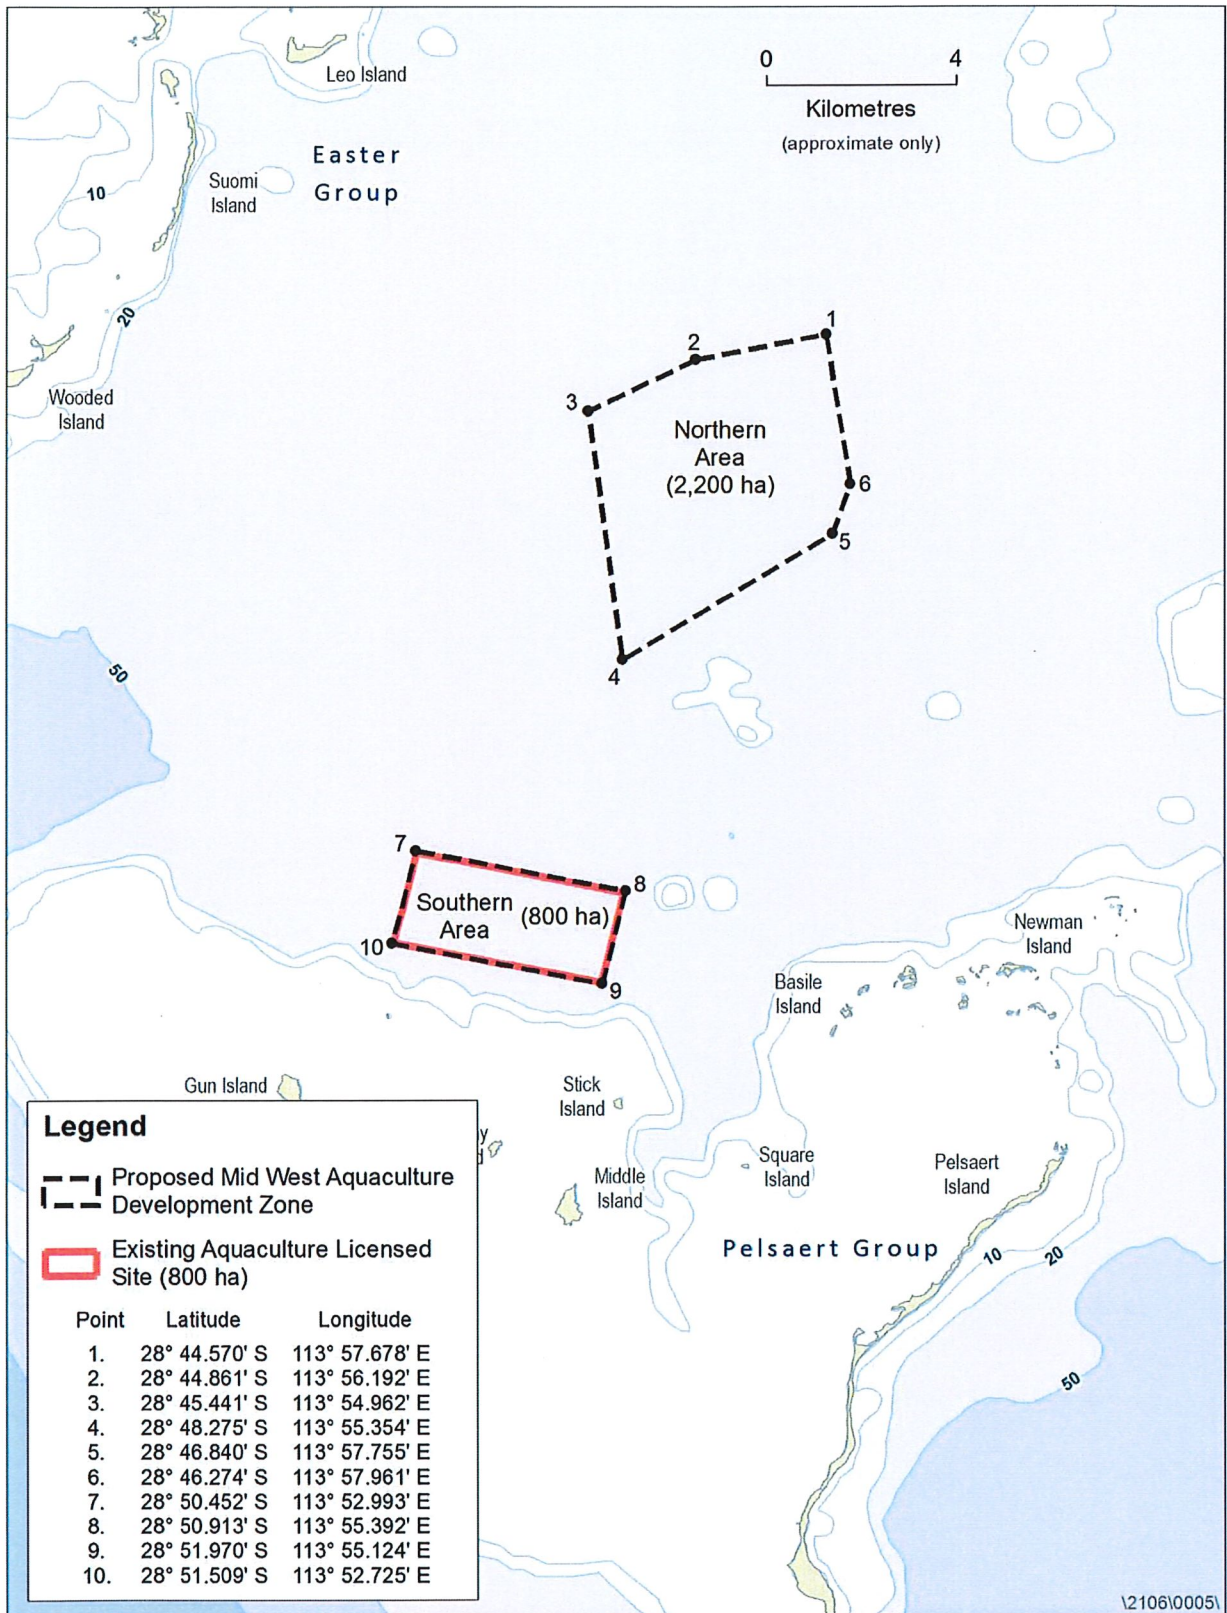 Leo Island
0 4
Kilometres
(approximate only)
Easter
Group
Suomi
Island
10
20
Wooded
Island
1
2
3
Northern
Area
(2,200 ha)
6
5
4
50
7
8
Southern
Area
(800 ha)
10
9
Newman
Island
Basile
Island
Gun Island
Stick
Island
Square
Island
Middle
Island
Pelsaert
Island
Pelsaert Group
10
20
50
Legend
Proposed Mid West Aquaculture
Development Zone
Existing Aquaculture Licensed
Site (800 ha)
Point Latitude Longitude
1. 28° 44.570' S 113° 57.678' E
2. 28° 44.861' S 113° 56.192' E
3. 28° 45.441' S 113° 54.962' E
4. 28° 48.275' S 113° 55.354' E
5. 28° 46.840' S 113° 57.755' E
6. 28° 46.274' S 113° 57.961' E
7. 28° 50.452' S 113° 52.993' E
8. 28° 50.913' S 113° 55.392' E
9. 28° 51.970' S 113° 55.124' E
10. 28° 51.509' S 113° 52.725' E
\2106\0005\